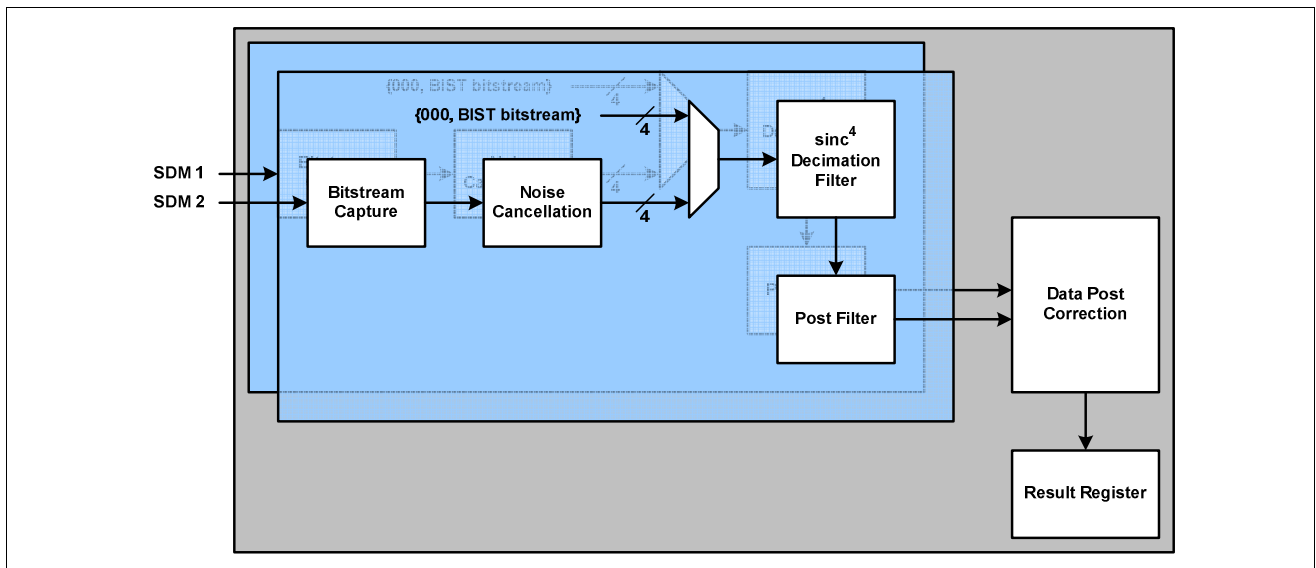 {000, BIST bitstream}
4
{000, BIST bitstream}
4
sinc4
Decimation
Filter
SDM 1
SDM 2
Bitstream
Capture
Noise
Cancellation
4
4
Post Filter
Data Post
Correction
Result Register